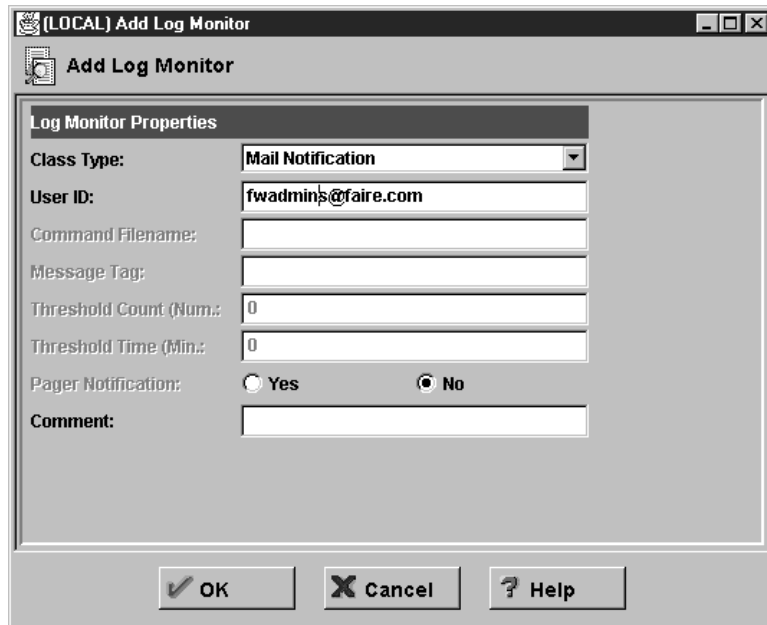 (LOCAL) Add Log Monitor
Add Log Monitor
Log Monitor Properties
Class Type: Mail Notification
User ID: fwadmins@faire.com
Command Filename:
Message Tag:
Threshold Count (Num.: 0
Threshold Time (Min.: 0
Pager Notification: Yes No
Comment:
OK Cancel Help